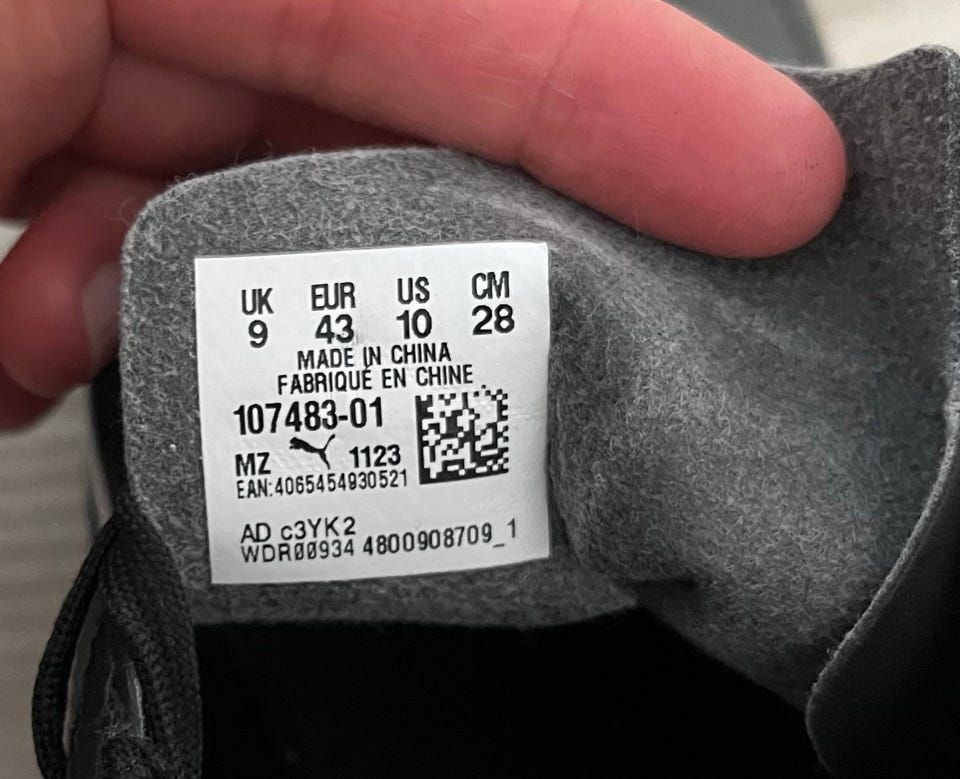 UK EUR US CM
9 43 10 28
MADE IN CHINA
FABRIQUÉ EN CHINE
107483-01
MZ 1123
EAN:4065454930521
AD c3YK2
WDR00934 4800908709_1